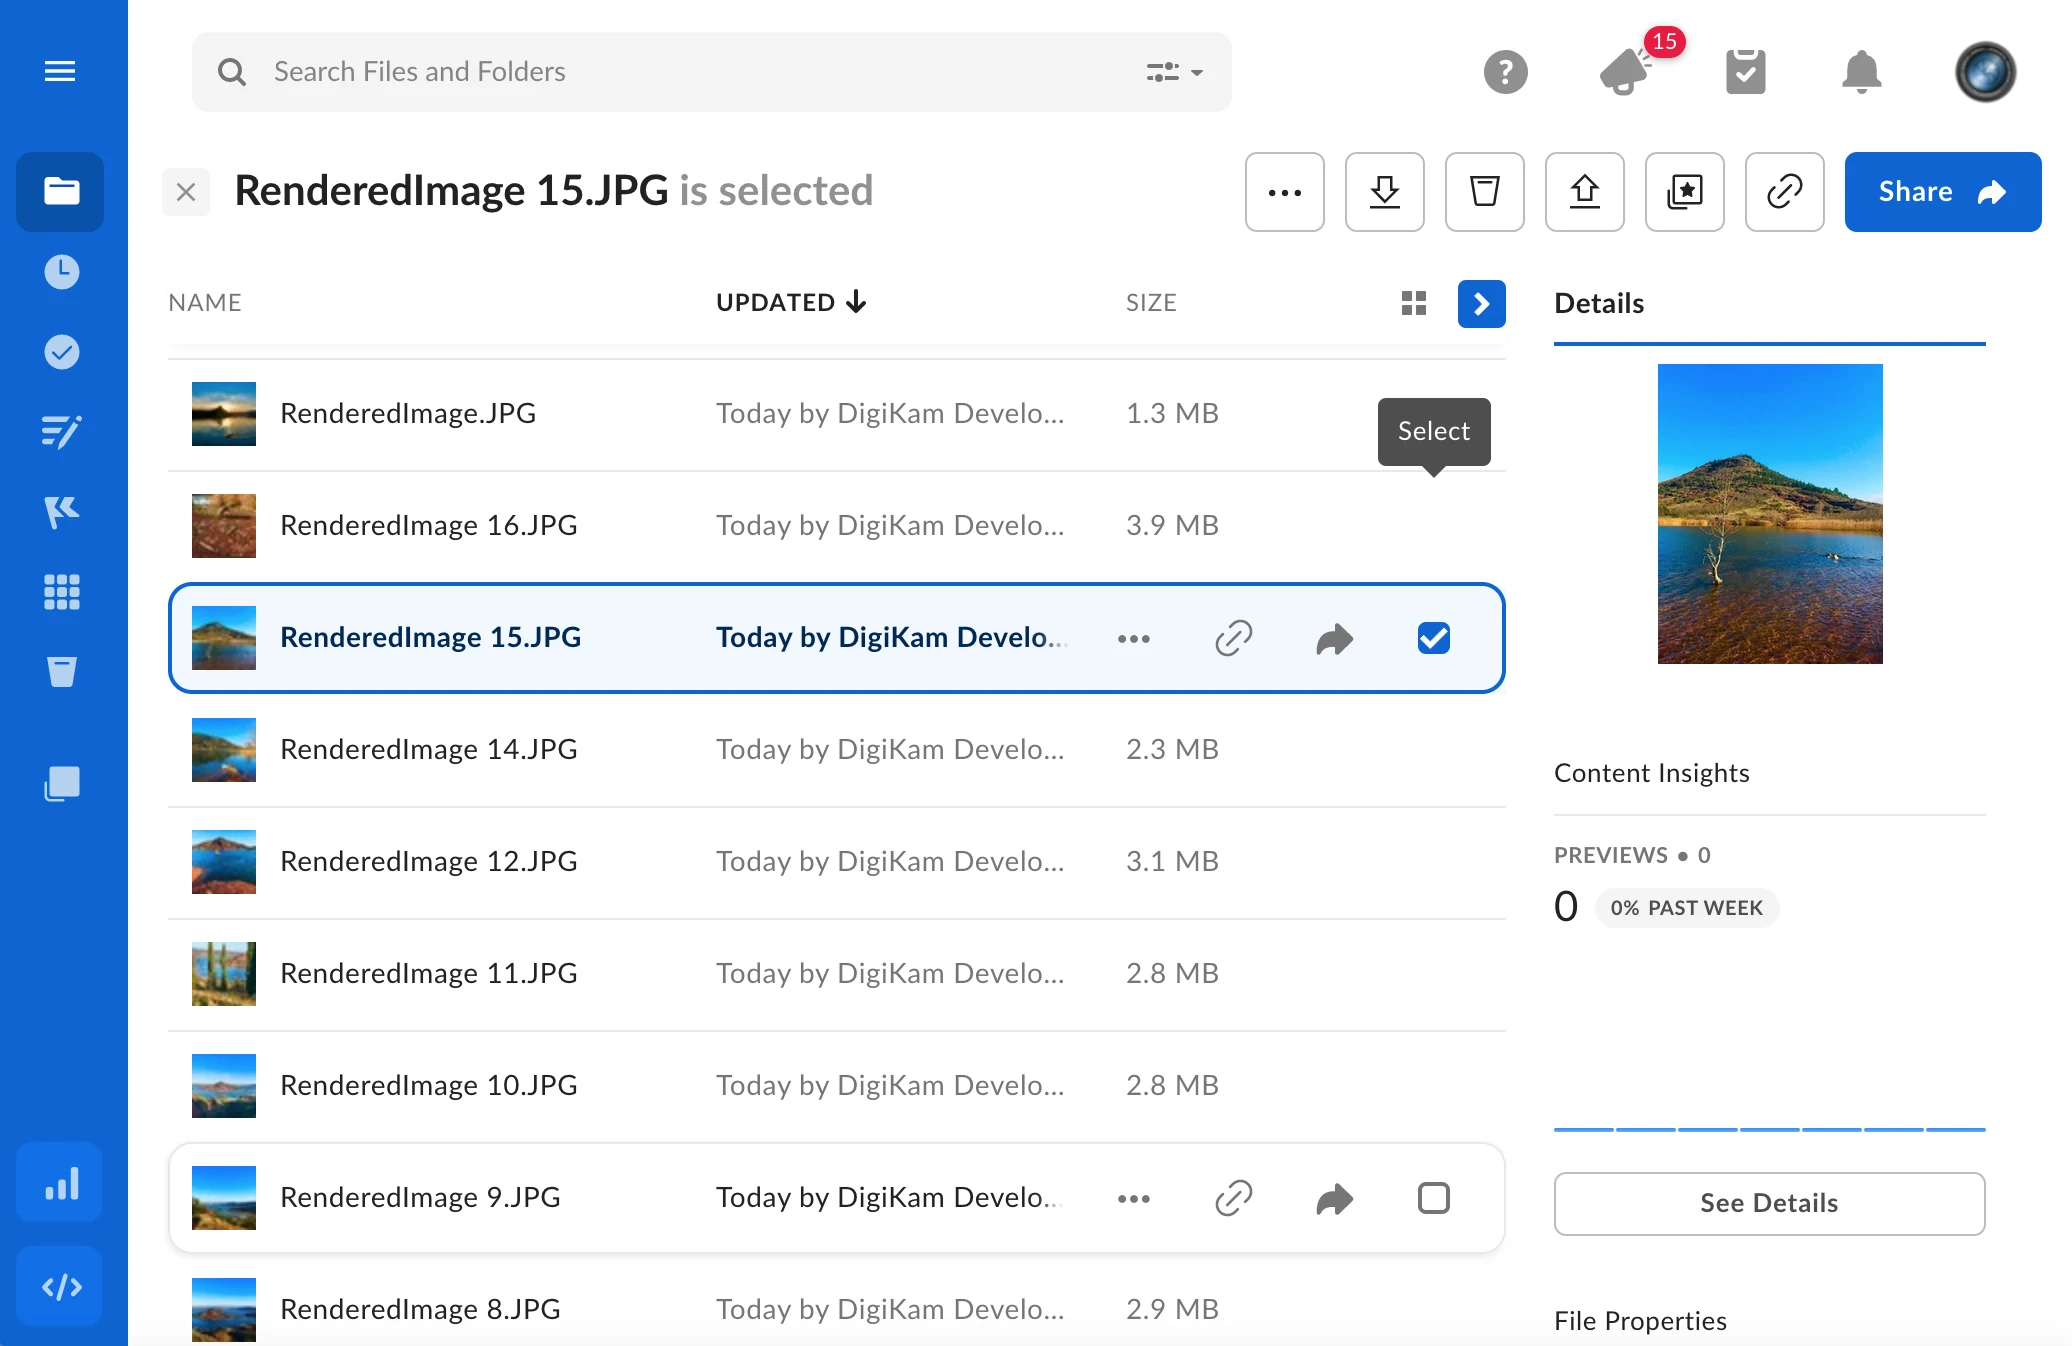 Search Files and Folders
15
RenderedImage 15.JPG is selected
Share
NAME UPDATED SIZE
Details
RenderedImage.JPG Today by DigiKam Develo... 1.3 MB
Select
RenderedImage 16.JPG Today by DigiKam Develo... 3.9 MB
RenderedImage 15.JPG Today by DigiKam Develo...
RenderedImage 14.JPG Today by DigiKam Develo... 2.3 MB
RenderedImage 12.JPG Today by DigiKam Develo... 3.1 MB
RenderedImage 11.JPG Today by DigiKam Develo... 2.8 MB
RenderedImage 10.JPG Today by DigiKam Develo... 2.8 MB
RenderedImage 9.JPG Today by DigiKam Develo...
RenderedImage 8.JPG Today by DigiKam Develo... 2.9 MB
Content Insights
PREVIEWS • 0
0 0% PAST WEEK
See Details
File Properties